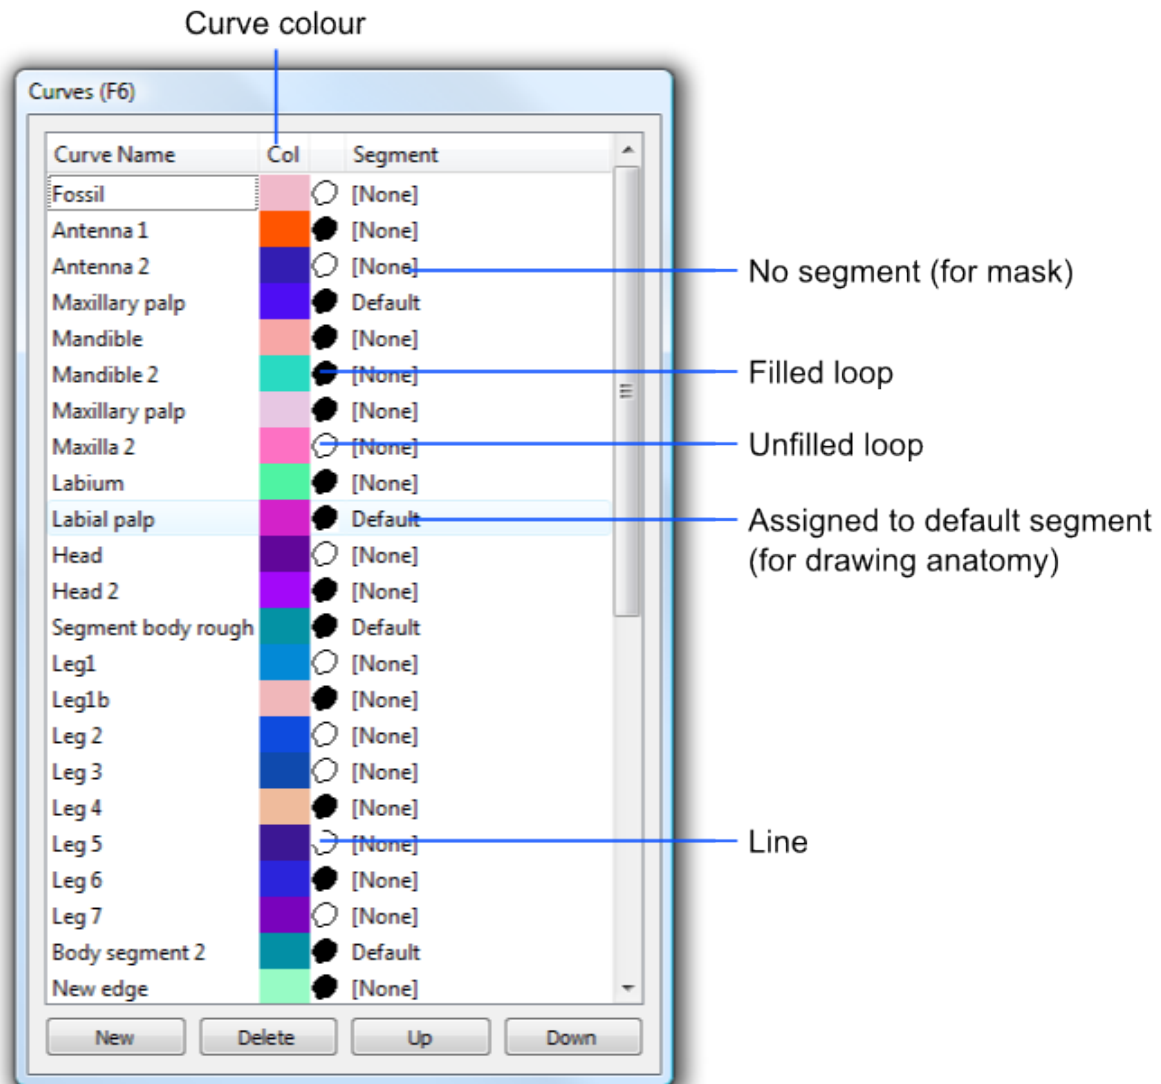 Curve colour
Curves (F6)
Curve Name Col Segment
Fossil [None]
Antenna 1 [None]
Antenna 2 [None]
No segment (for mask)
Maxillary palp Default
Mandible [None]
Mandible 2 [None]
Filled loop
Maxillary palp [None]
Maxilla 2 [None]
Unfilled loop
Labium [None]
Labial palp Default
Assigned to default segment
(for drawing anatomy)
Head [None]
Head 2 [None]
Segment body rough Default
Leg1 [None]
Leg1b [None]
Leg 2 [None]
Leg 3 [None]
Leg 4 [None]
Leg 5 [None]
Line
Leg 6 [None]
Leg 7 [None]
Body segment 2 Default
New edge [None]
New Delete Up Down